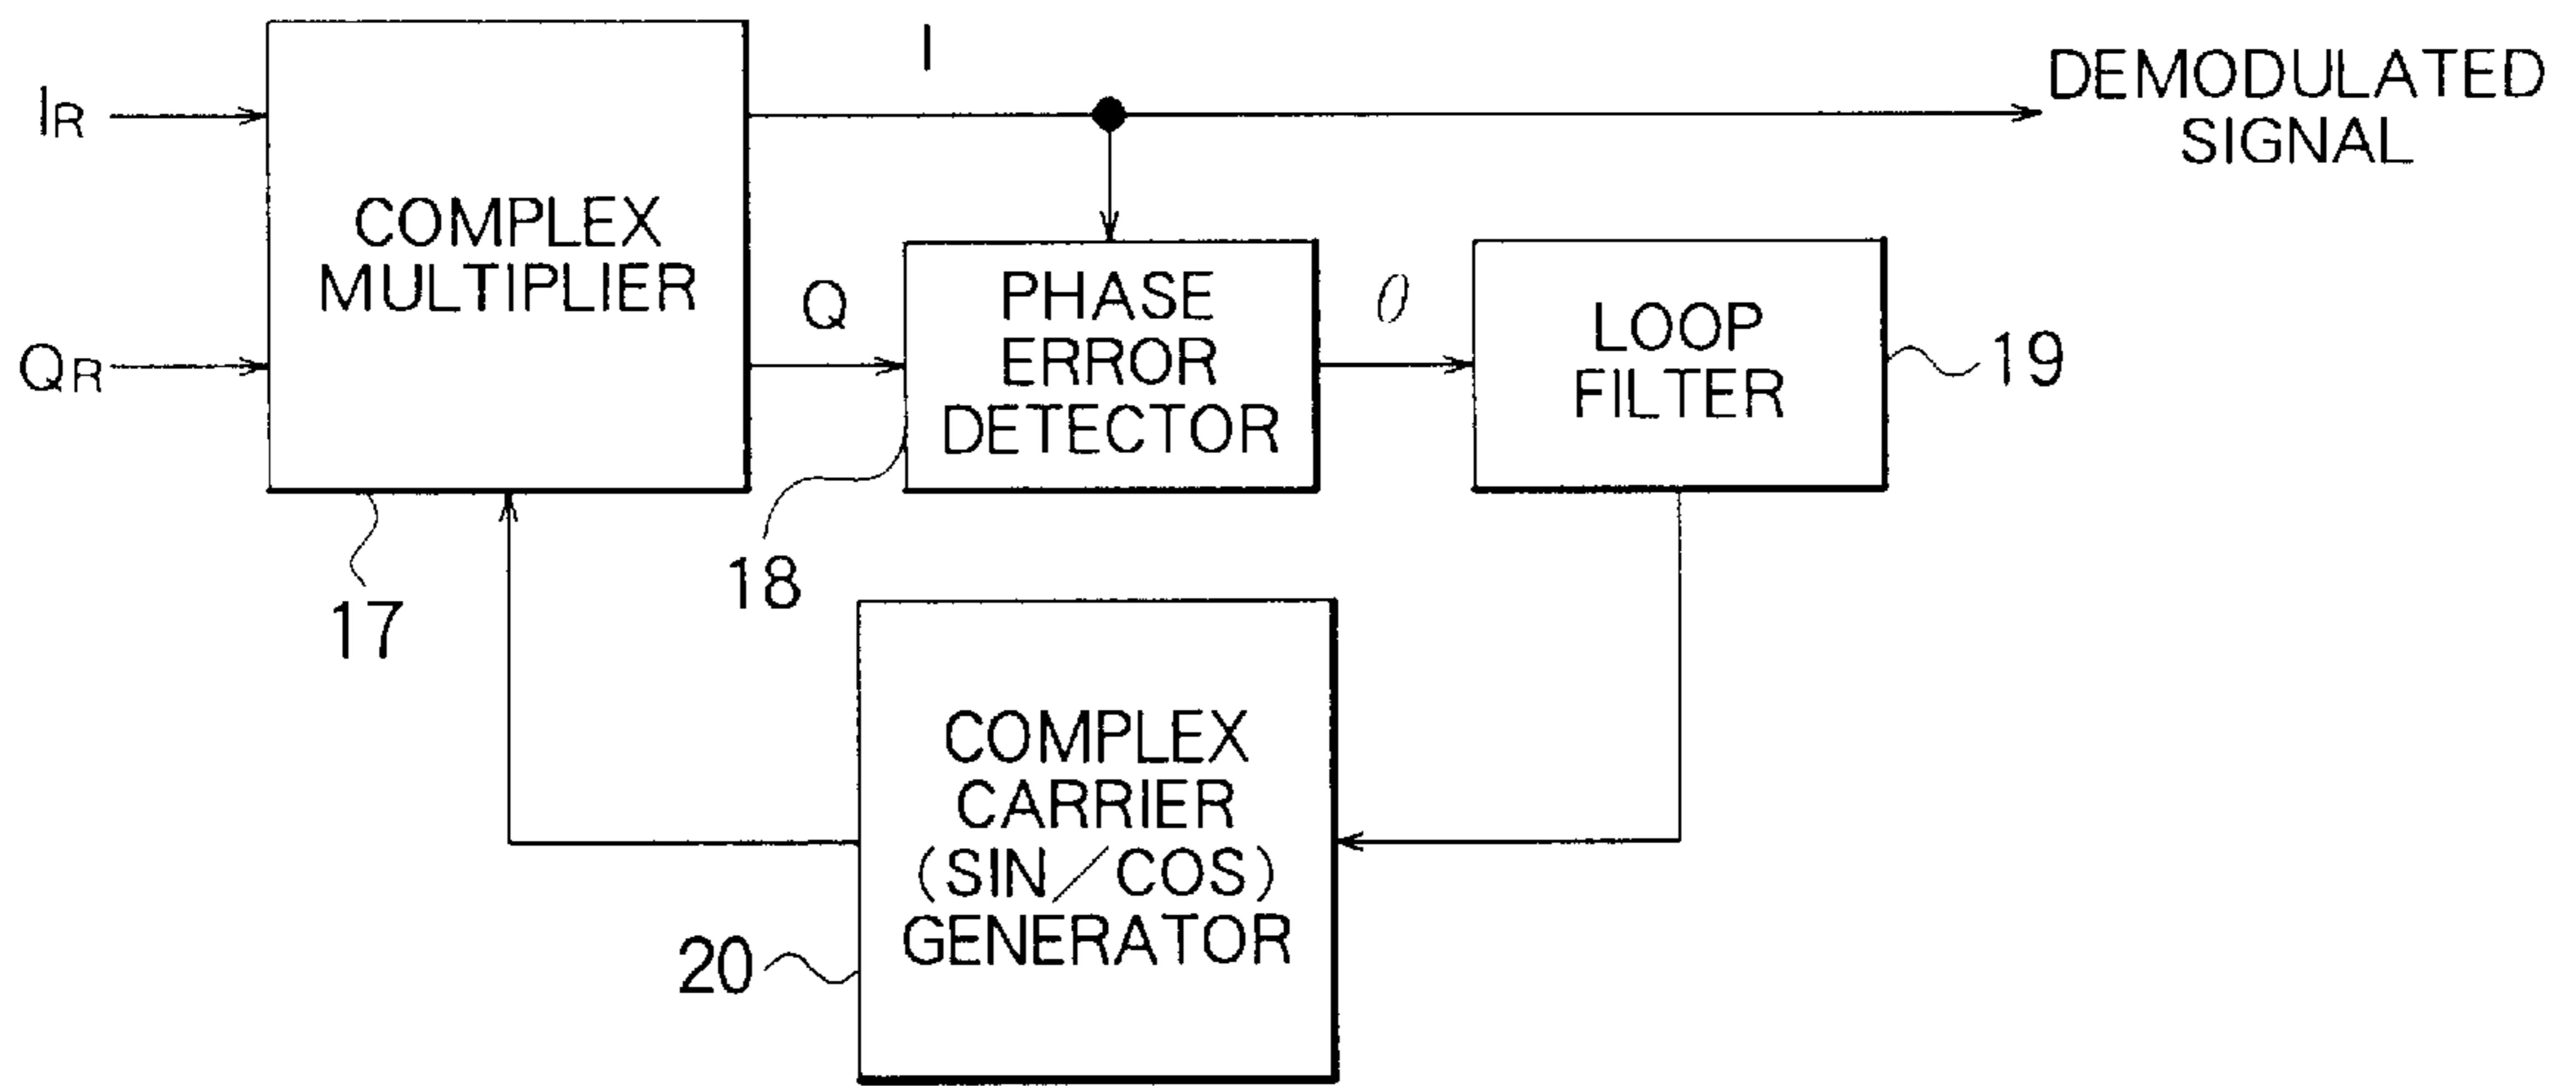 I
IR
DEMODULATED
SIGNAL
COMPLEX
MULTIPLIER
QR
Q
PHASE
ERROR
DETECTOR
θ
LOOP
FILTER
19
18
17
COMPLEX
CARRIER
(SIN/COS)
GENERATOR
20